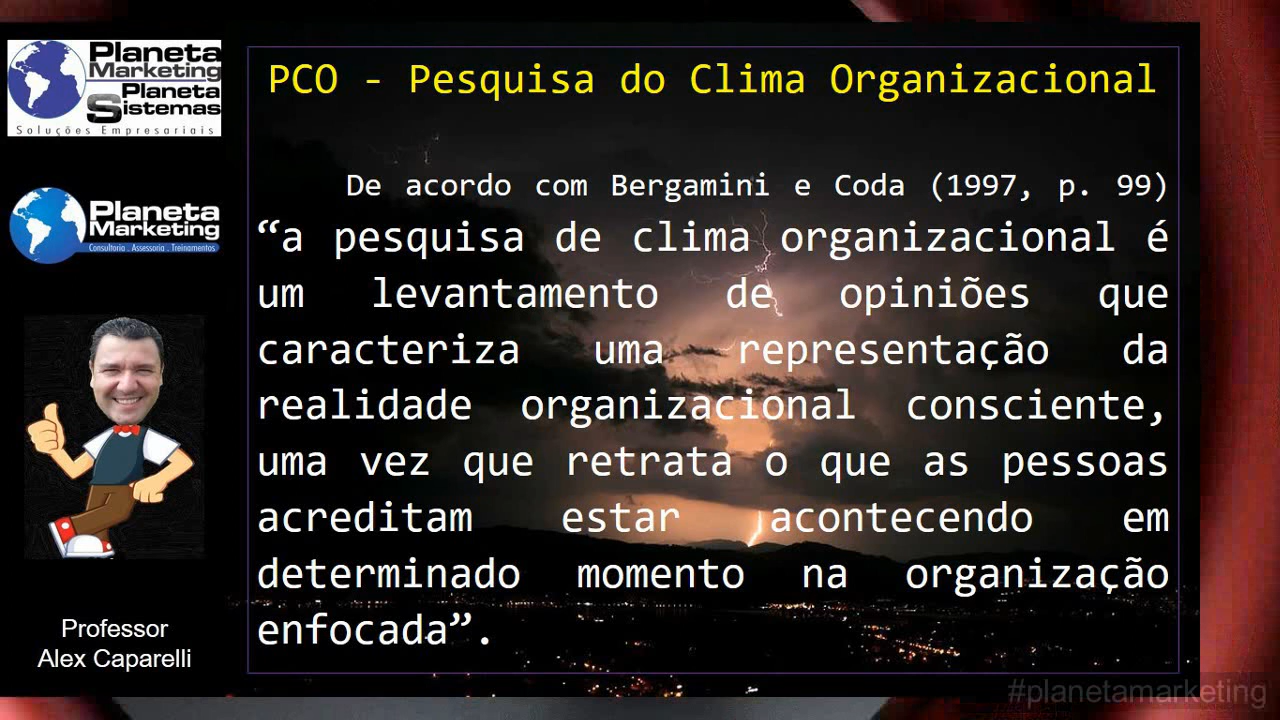 Planeta
Marketing
Planeta
Sistemas
Soluções Empresariais
Planeta
Marketing
Consultoria . Assessoria . Treinamentos
Professor
Alex Caparelli
PCO - Pesquisa do Clima Organizacional
De acordo com Bergamini e Coda (1997, p. 99)
“a pesquisa de clima organizacional é
um levantamento de opiniões que
caracteriza uma representação da
realidade organizacional consciente,
uma vez que retrata o que as pessoas
acreditam estar acontecendo em
determinado momento na organização
enfocada”.
#planetamarketing